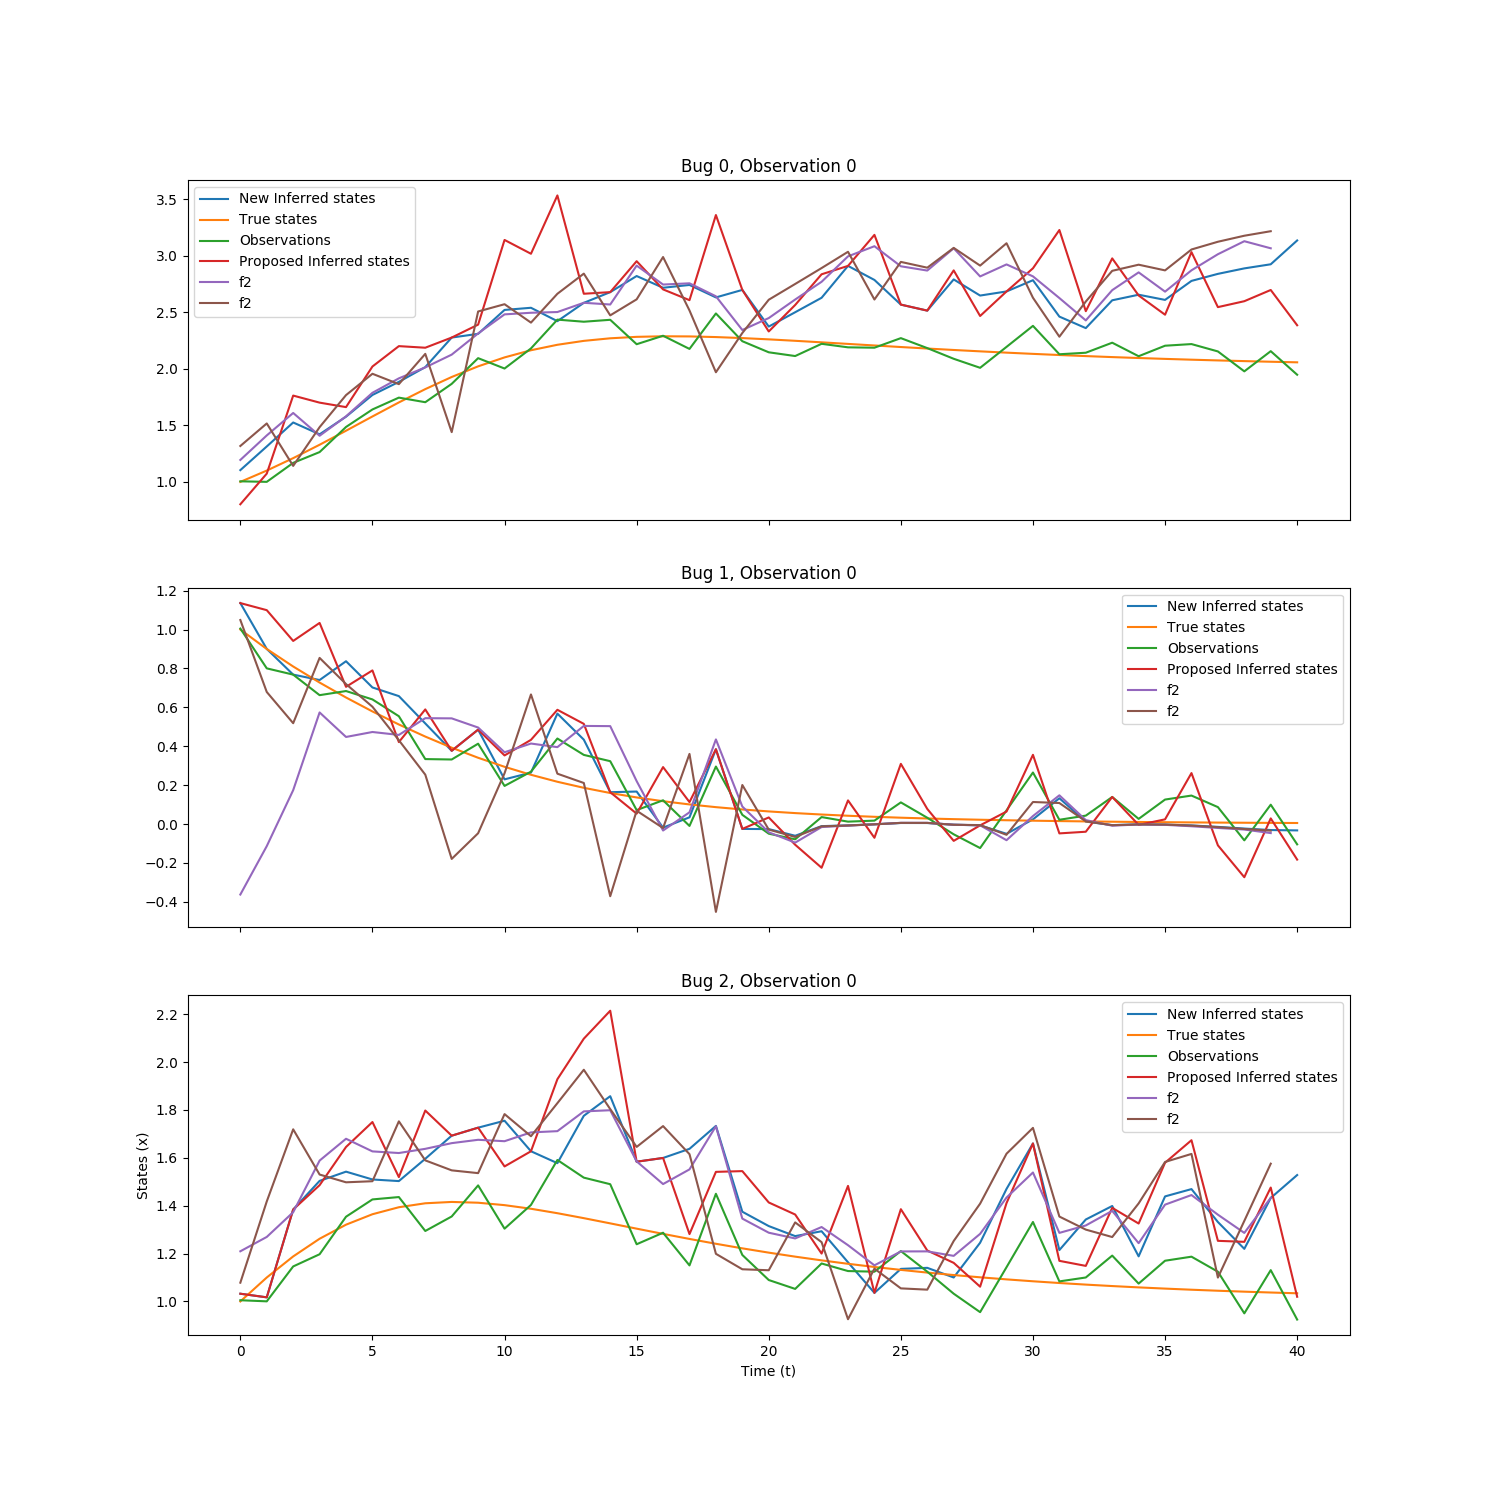 Bug 0, Observation 0
3.5
3.0
2.5
2.0
1.5
1.0
New Inferred states
True states
Observations
Proposed Inferred states
f2
f2
Bug 1, Observation 0
1.2
1.0
0.8
0.6
0.4
0.2
0.0
−0.2
−0.4
New Inferred states
True states
Observations
Proposed Inferred states
f2
f2
Bug 2, Observation 0
States (x)
2.2
2.0
1.8
1.6
1.4
1.2
1.0
New Inferred states
True states
Observations
Proposed Inferred states
f2
f2
0 5 10 15 20 25 30 35 40
Time (t)